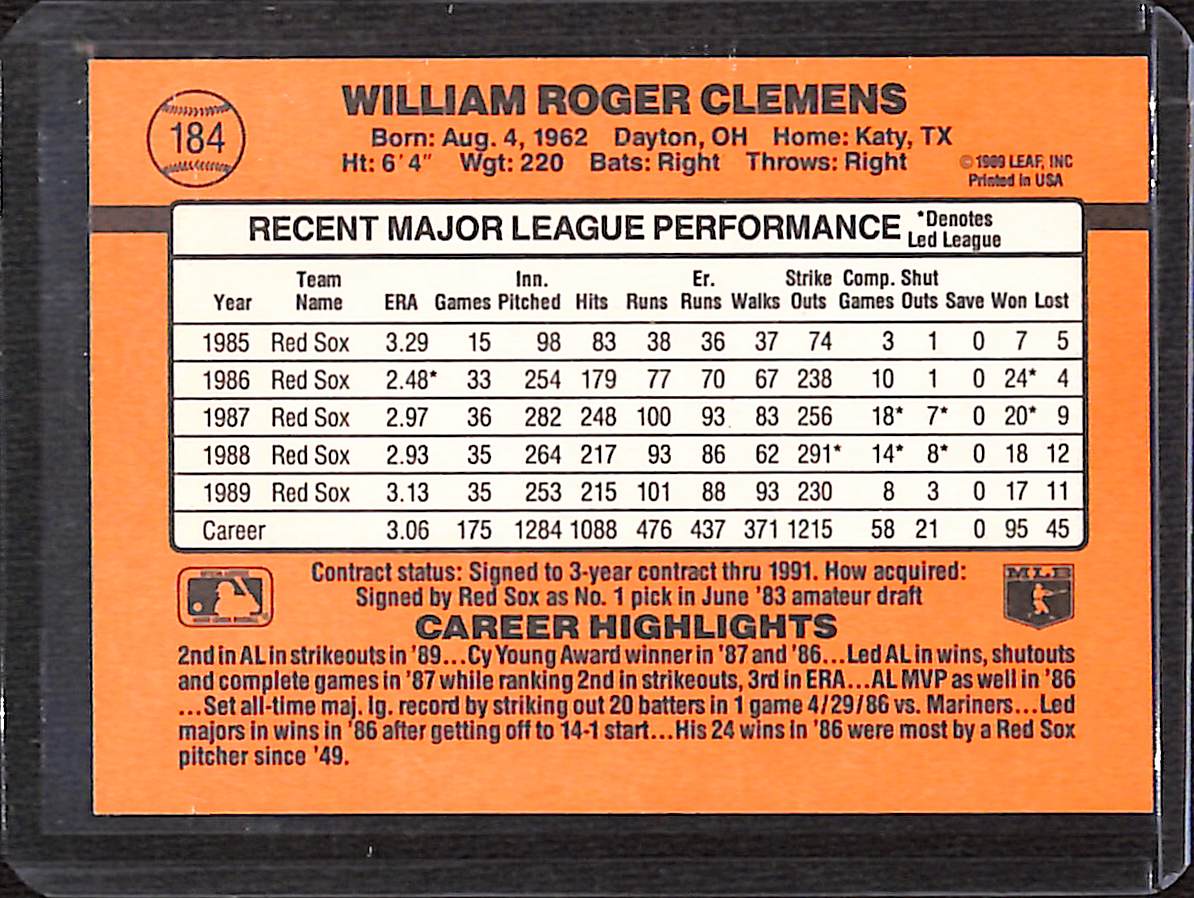 184
WILLIAM ROGER CLEMENS
Born: Aug. 4, 1962 Dayton, OH Home: Katy, TX
Ht: 6' 4" Wgt: 220 Bats: Right Throws: Right
© 1989 LEAF, INC
Printed in USA
RECENT MAJOR LEAGUE PERFORMANCE *Denotes
Led League
Team Inn. Er. Strike Comp. Shut
Year Name ERA Games Pitched Hits Runs Runs Walks Outs Games Outs Save Won Lost
1985 Red Sox 3.29 15 98 83 38 36 37 74 3 1 0 7 5
1986 Red Sox 2.48* 33 254 179 77 70 67 238 10 1 0 24* 4
1987 Red Sox 2.97 36 282 248 100 93 83 256 18* 7* 0 20* 9
1988 Red Sox 2.93 35 264 217 93 86 62 291* 14* 8* 0 18 12
1989 Red Sox 3.13 35 253 215 101 88 93 230 8 3 0 17 11
Career 3.06 175 1284 1088 476 437 371 1215 58 21 0 95 45
Contract status: Signed to 3-year contract thru 1991. How acquired:
Signed by Red Sox as No. 1 pick in June '83 amateur draft
MLB
CAREER HIGHLIGHTS
2nd in AL in strikeouts in '89...Cy Young Award winner in '87 and '86...Led AL in wins, shutouts
and complete games in '87 while ranking 2nd in strikeouts, 3rd in ERA...AL MVP as well in '86
...Set all-time maj. lg. record by striking out 20 batters in 1 game 4/29/86 vs. Mariners...Led
majors in wins in '86 after getting off to 14-1 start...His 24 wins in '86 were most by a Red Sox
pitcher since '49.